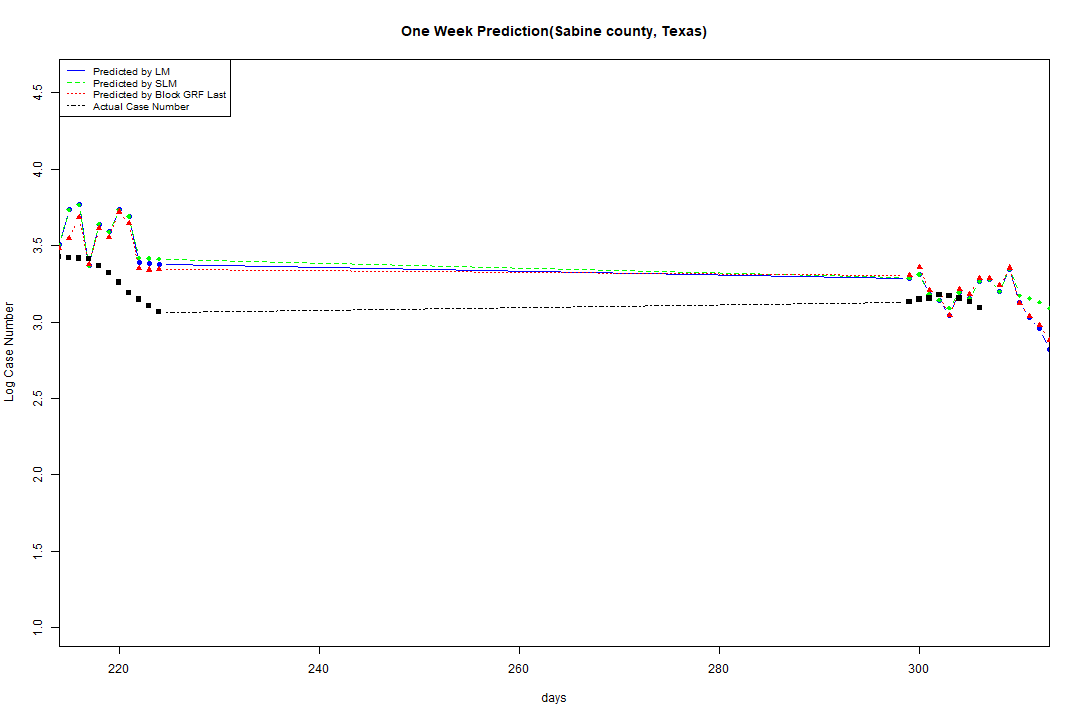 One Week Prediction(Sabine county, Texas)
Predicted by LM
Predicted by SLM
Predicted by Block GRF Last
Actual Case Number
4.5
4.0
3.5
3.0
2.5
2.0
1.5
1.0
Log Case Number
220 240 260 280 300
days